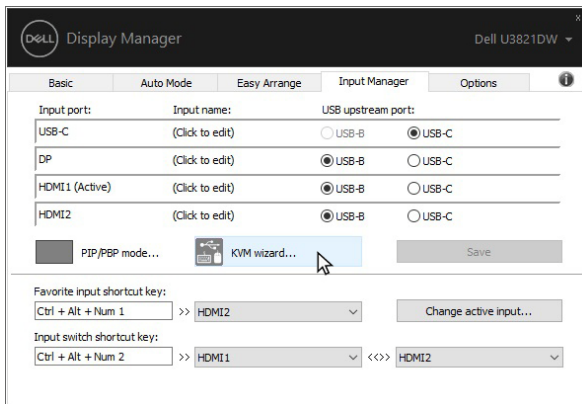 x
DELL Display Manager Dell U3821DW
Basic Auto Mode Easy Arrange Input Manager Options i
Input port: Input name: USB upstream port:
USB-C (Click to edit) USB-B USB-C
DP (Click to edit) USB-B USB-C
HDMI1 (Active) (Click to edit) USB-B USB-C
HDMI2 (Click to edit) USB-B USB-C
PIP/PBP mode... KVM wizard... Save
Favorite input shortcut key:
Ctrl + Alt + Num 1 >> HDMI2 Change active input...
Input switch shortcut key:
Ctrl + Alt + Num 2 >> HDMI1 <<>> HDMI2